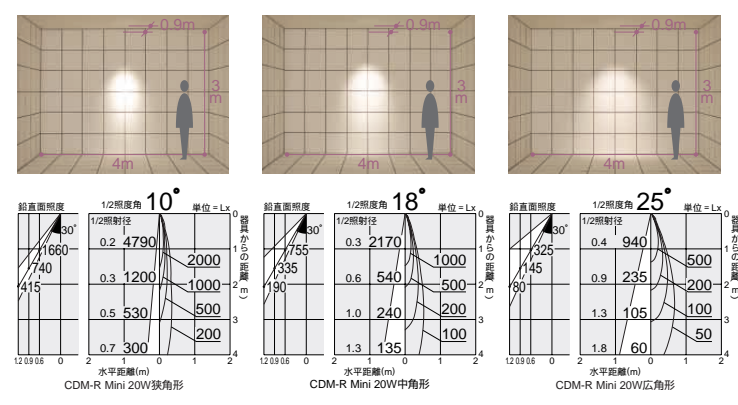 0.9m
3m
4m
0.9m
3m
4m
0.9m
3m
4m
鉛直面照度
30°
1660
740
415
1.2 0.9 0.6 0
1/2照度角 10° 単位 = Lx
1/2照射径
0.2 4790
0.3 1200
0.5 530
0.7 300
2000
1000
500
200
0
1
2
3
4
器具からの距離(m)
2 1 0 1 2
水平距離(m)
CDM-R Mini 20W狭角形
鉛直面照度
30°
755
335
190
1.2 0.9 0.6 0
1/2照度角 18° 単位 = Lx
1/2照射径
0.3 2170
0.6 540
1.0 240
1.3 135
1000
500
200
100
0
1
2
3
4
器具からの距離(m)
2 1 0 1 2
水平距離(m)
CDM-R Mini 20W中角形
鉛直面照度
30°
325
145
80
1.2 0.9 0.6 0
1/2照度角 25° 単位 = Lx
1/2照射径
0.4 940
0.9 235
1.3 105
1.8 60
500
200
100
50
0
1
2
3
4
器具からの距離(m)
2 1 0 1 2
水平距離(m)
CDM-R Mini 20W広角形